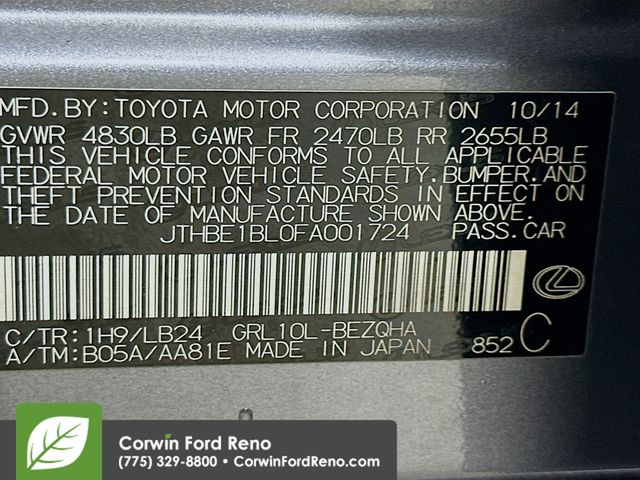 MFD. BY: TOYOTA MOTOR CORPORATION 10/14
GVWR 4830LB GAWR FR 2470LB RR 2655LB
THIS VEHICLE CONFORMS TO ALL APPLICABLE
FEDERAL MOTOR VEHICLE SAFETY, BUMPER, AND
THEFT PREVENTION STANDARDS IN EFFECT ON
THE DATE OF MANUFACTURE SHOWN ABOVE.
JTHBE1BL0FA001724 PASS. CAR
C/TR: 1H9/LB24 GRL10L-BEZQHA
A/TM: B05A/AA81E MADE IN JAPAN 852 C
Corwin Ford Reno
(775) 329-8800 • CorwinFordReno.com